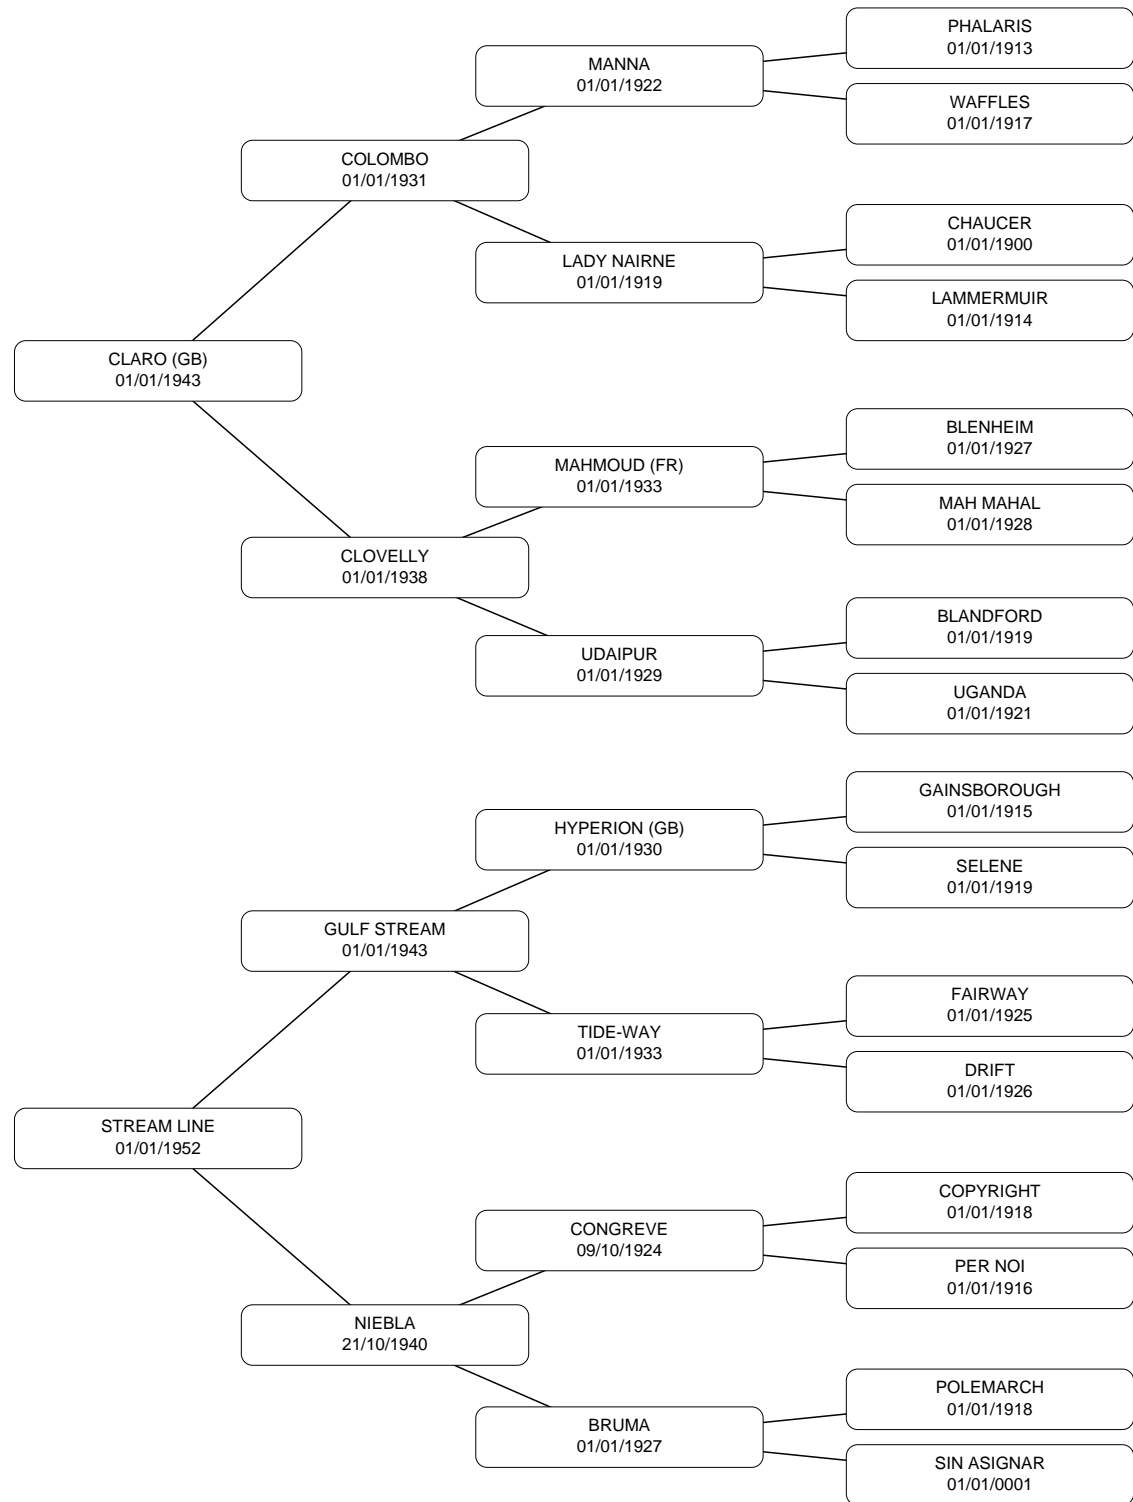 PHALARIS
01/01/1913
MANNA
01/01/1922
WAFFLES
01/01/1917
COLOMBO
01/01/1931
CHAUCER
01/01/1900
LADY NAIRNE
01/01/1919
LAMMERMUIR
01/01/1914
CLARO (GB)
01/01/1943
BLENHEIM
01/01/1927
MAHMOUD (FR)
01/01/1933
MAH MAHAL
01/01/1928
CLOVELLY
01/01/1938
BLANDFORD
01/01/1919
UDAIPUR
01/01/1929
UGANDA
01/01/1921
GAINSBOROUGH
01/01/1915
HYPERION (GB)
01/01/1930
SELENE
01/01/1919
GULF STREAM
01/01/1943
FAIRWAY
01/01/1925
TIDE-WAY
01/01/1933
DRIFT
01/01/1926
STREAM LINE
01/01/1952
COPYRIGHT
01/01/1918
CONGREVE
09/10/1924
PER NOI
01/01/1916
NIEBLA
21/10/1940
POLEMARCH
01/01/1918
BRUMA
01/01/1927
SIN ASIGNAR
01/01/0001